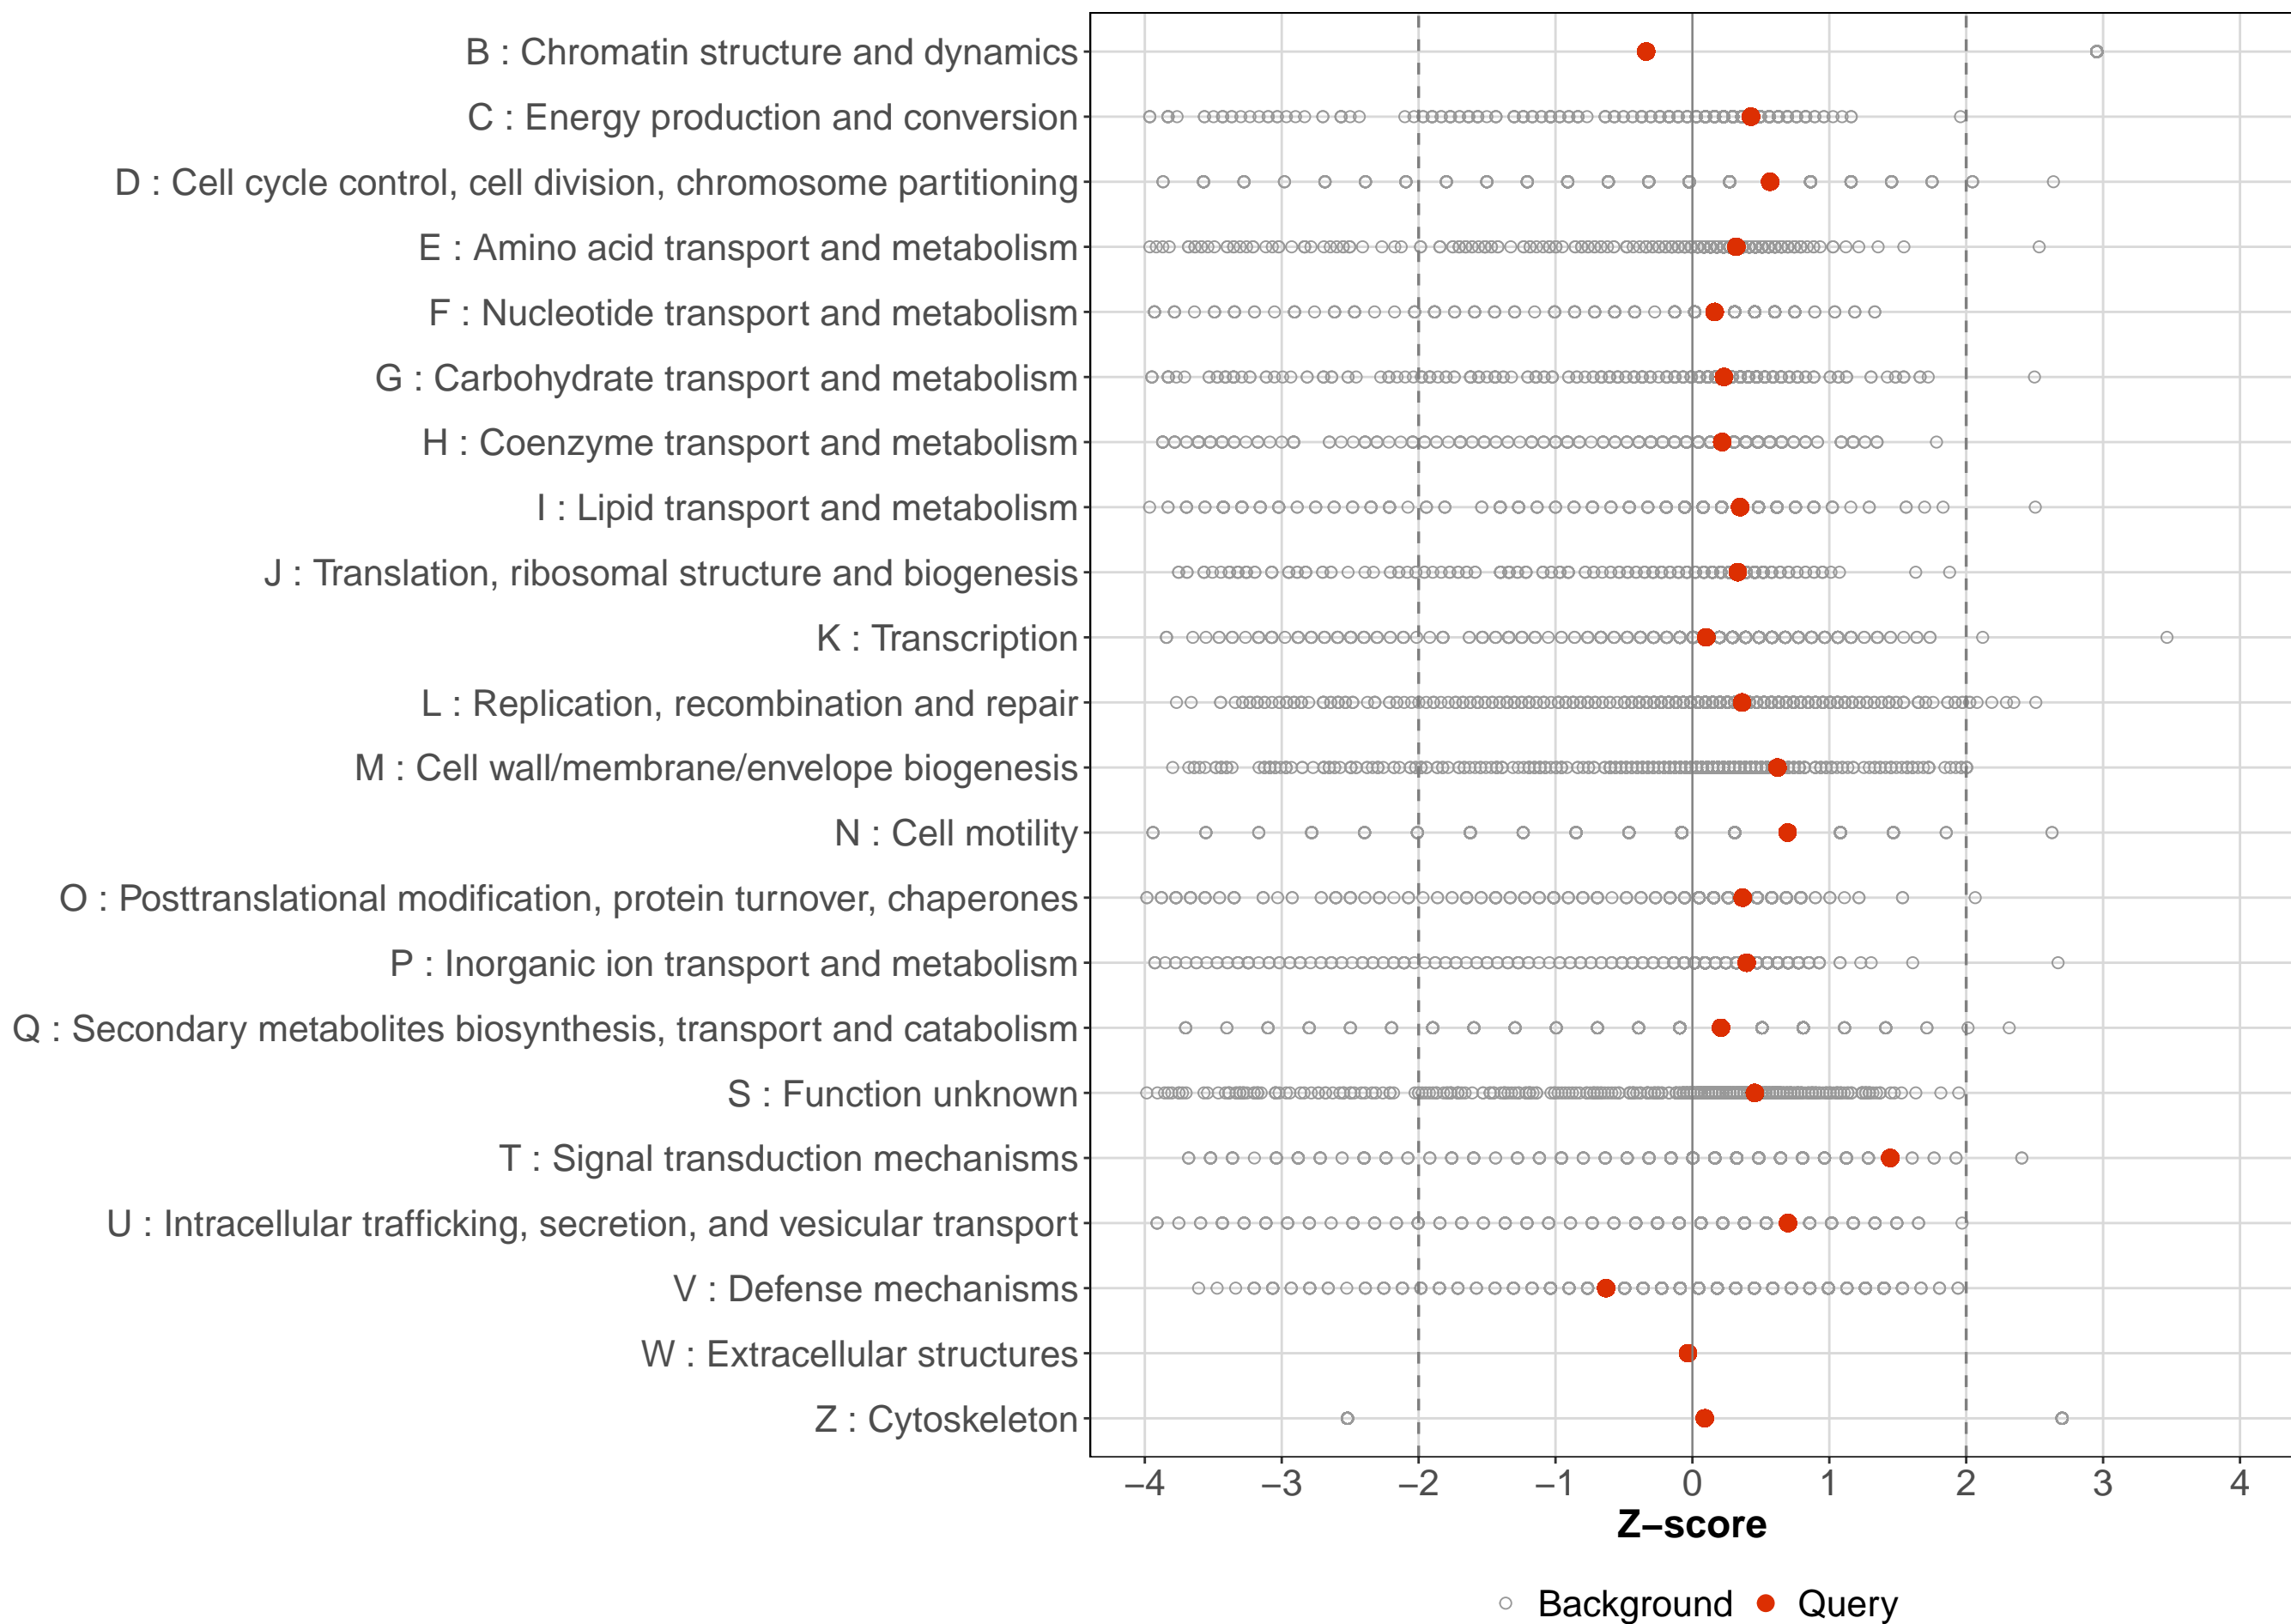 B : Chromatin structure and dynamics
C : Energy production and conversion
D : Cell cycle control, cell division, chromosome partitioning
E : Amino acid transport and metabolism
F : Nucleotide transport and metabolism
G : Carbohydrate transport and metabolism
H : Coenzyme transport and metabolism
I : Lipid transport and metabolism
J : Translation, ribosomal structure and biogenesis
K : Transcription
L : Replication, recombination and repair
M : Cell wall/membrane/envelope biogenesis
N : Cell motility
O : Posttranslational modification, protein turnover, chaperones
P : Inorganic ion transport and metabolism
Q : Secondary metabolites biosynthesis, transport and catabolism
S : Function unknown
T : Signal transduction mechanisms
U : Intracellular trafficking, secretion, and vesicular transport
V : Defense mechanisms
W : Extracellular structures
Z : Cytoskeleton
−4 −3 −2 −1 0 1 2 3 4
Z−score
Background Query